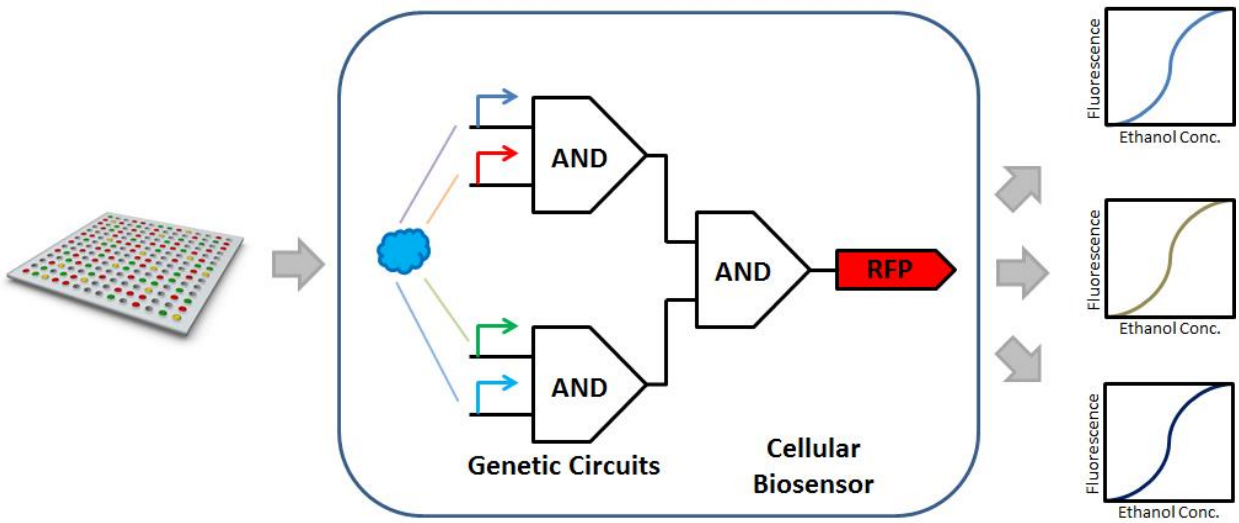 AND
AND
AND
RFP
Genetic Circuits
Cellular
Biosensor
Fluorescence
Ethanol Conc.
Fluorescence
Ethanol Conc.
Fluorescence
Ethanol Conc.